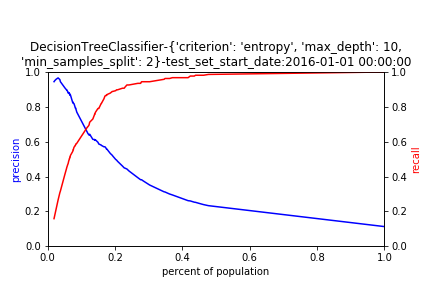 DecisionTreeClassifier-{'criterion': 'entropy', 'max_depth': 10,
'min_samples_split': 2}-test_set_start_date:2016-01-01 00:00:00
1.0
0.8
0.6
0.4
0.2
0.0
precision
1.0
0.8
0.6
0.4
0.2
0.0
recall
0.0 0.2 0.4 0.6 0.8 1.0
percent of population